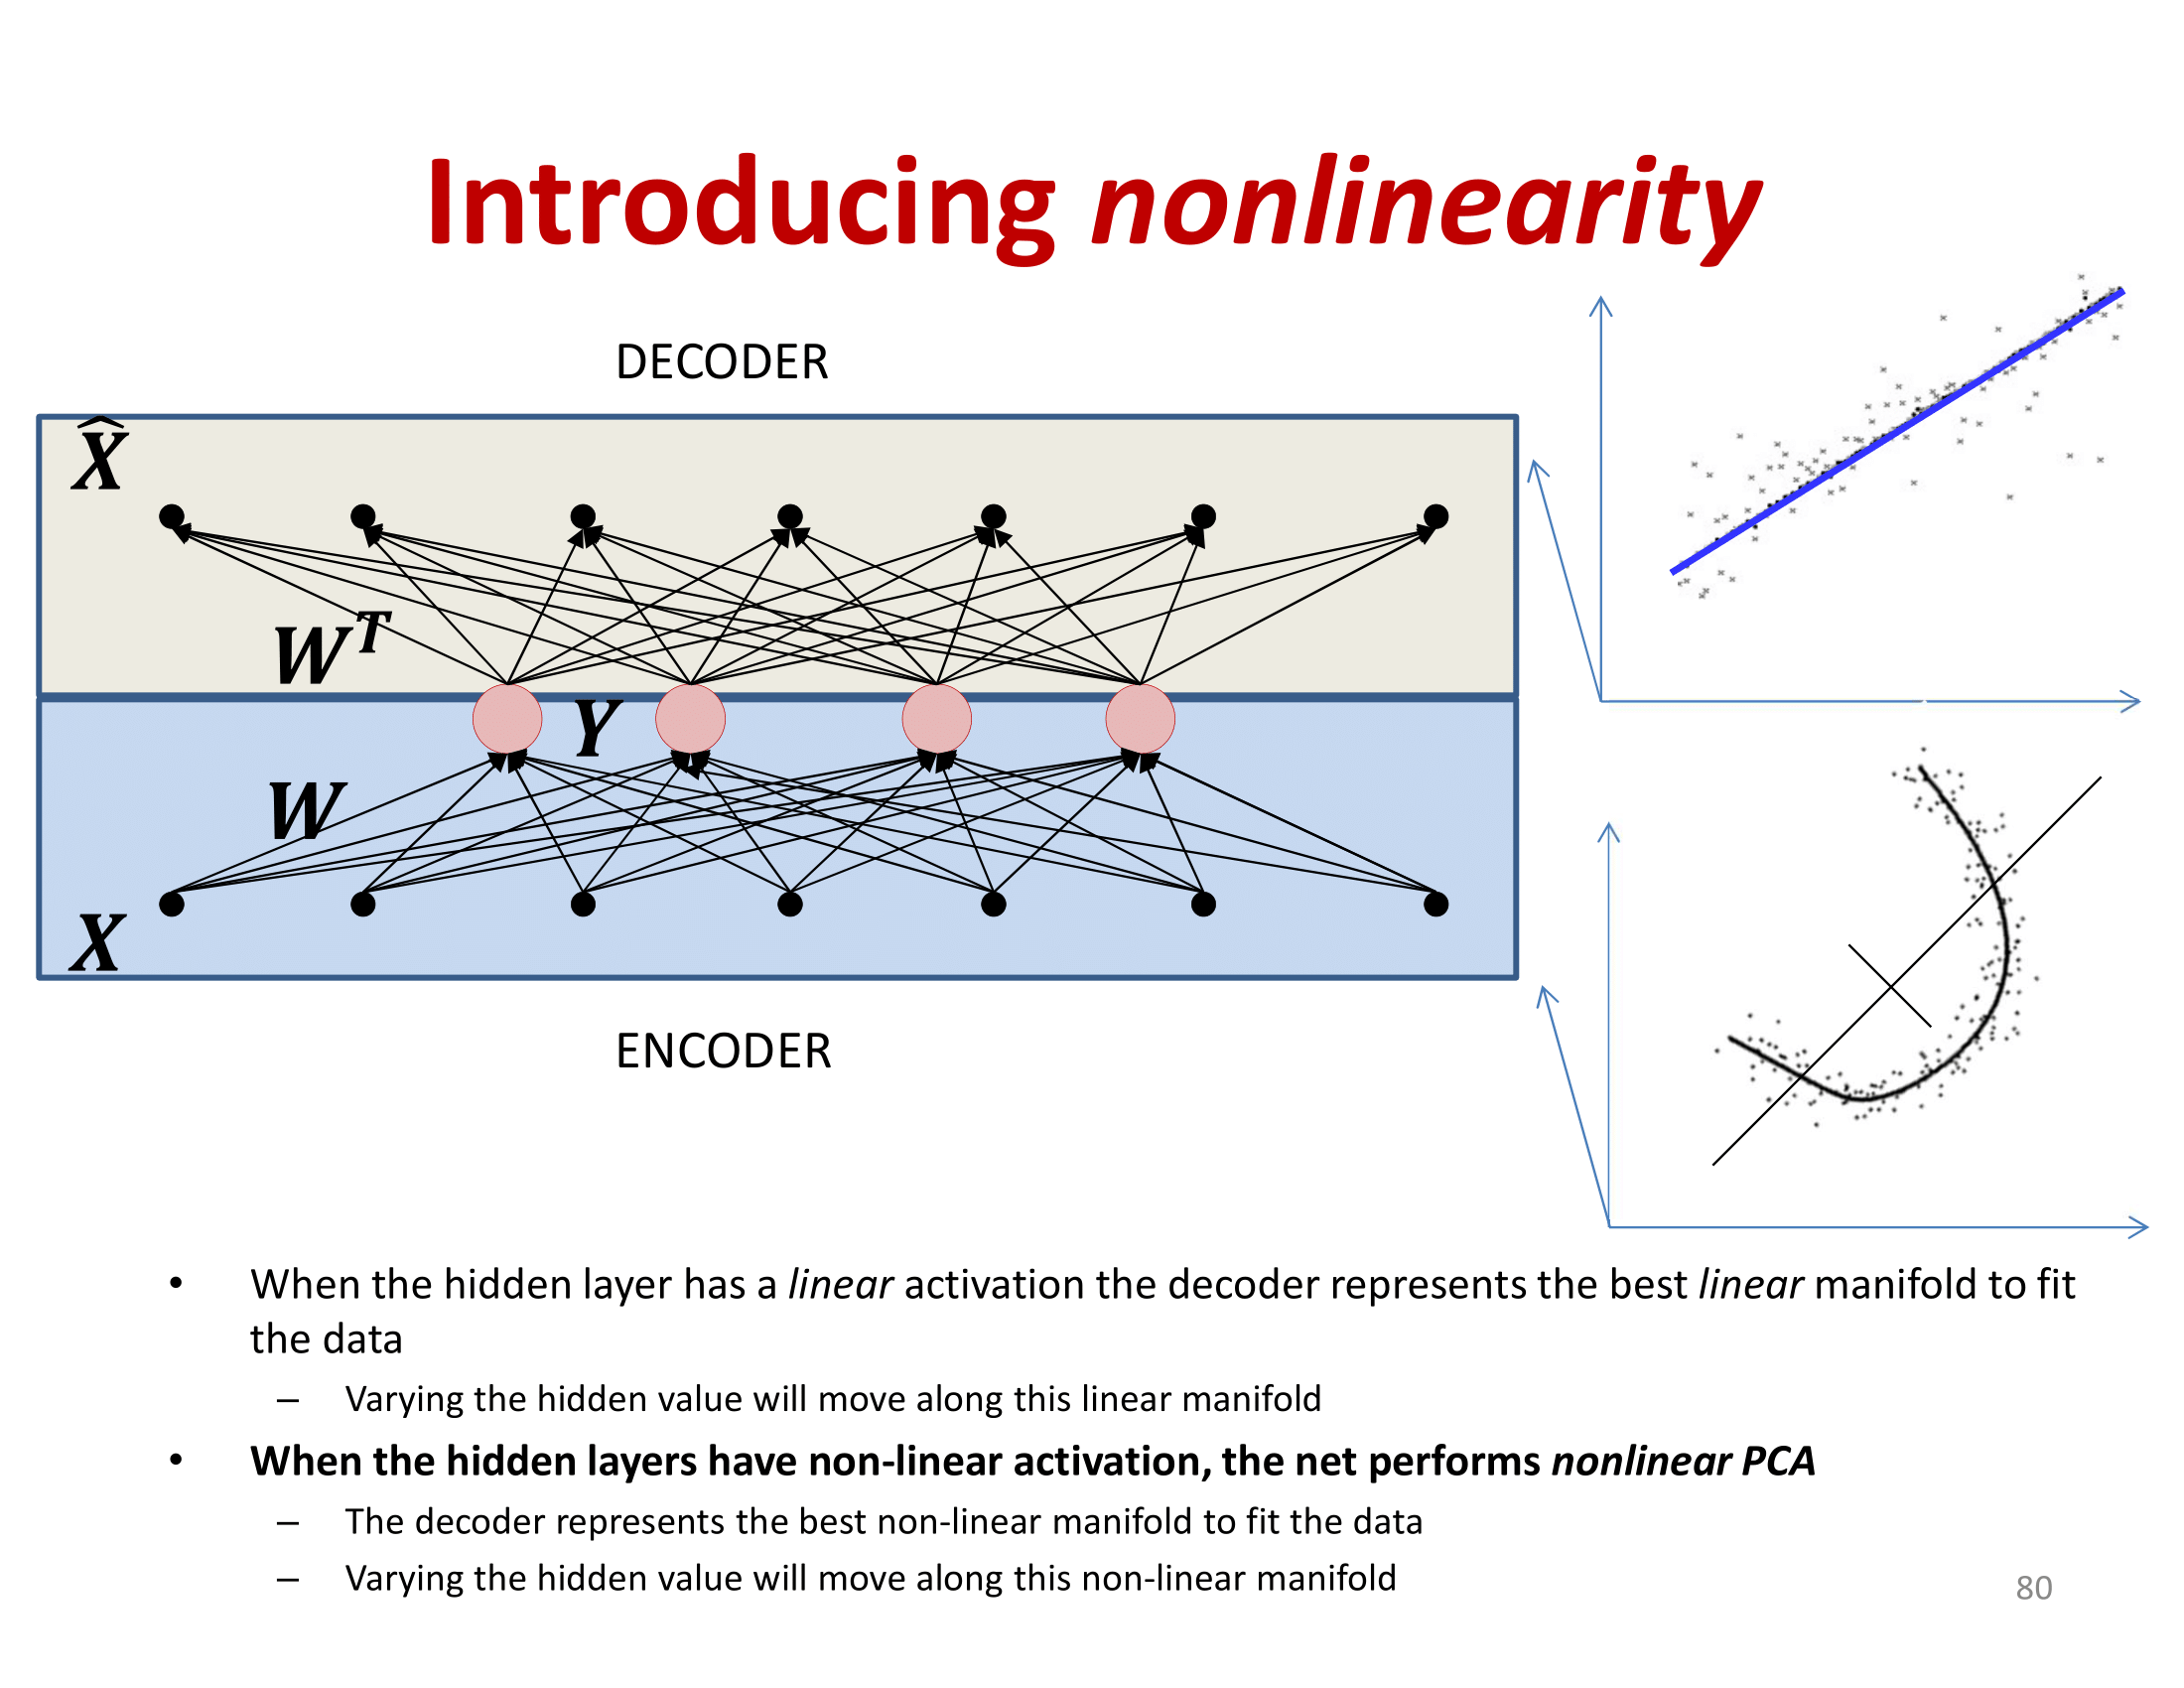 Introducing nonlinearity
DECODER
X̂
Wᵀ
Y
W
X
ENCODER
• When the hidden layer has a linear activation the decoder represents the best linear manifold to fit
the data
– Varying the hidden value will move along this linear manifold
• When the hidden layers have non-linear activation, the net performs nonlinear PCA
– The decoder represents the best non-linear manifold to fit the data
– Varying the hidden value will move along this non-linear manifold
80